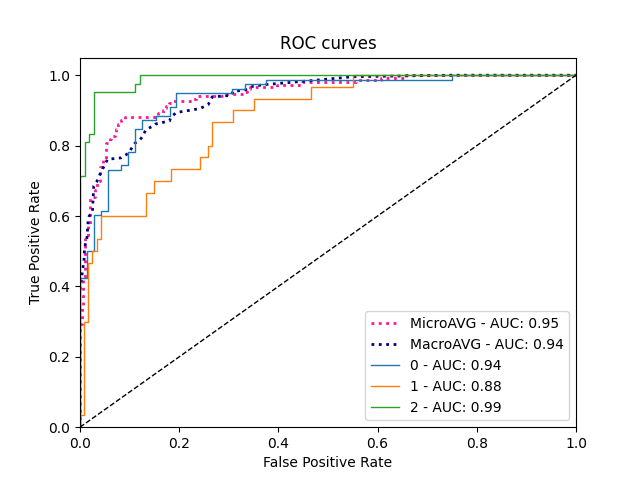 ROC curves
1.0
0.8
0.6
0.4
0.2
0.0
True Positive Rate
0.0 0.2 0.4 0.6 0.8 1.0
False Positive Rate
MicroAVG - AUC: 0.95
MacroAVG - AUC: 0.94
0 - AUC: 0.94
1 - AUC: 0.88
2 - AUC: 0.99